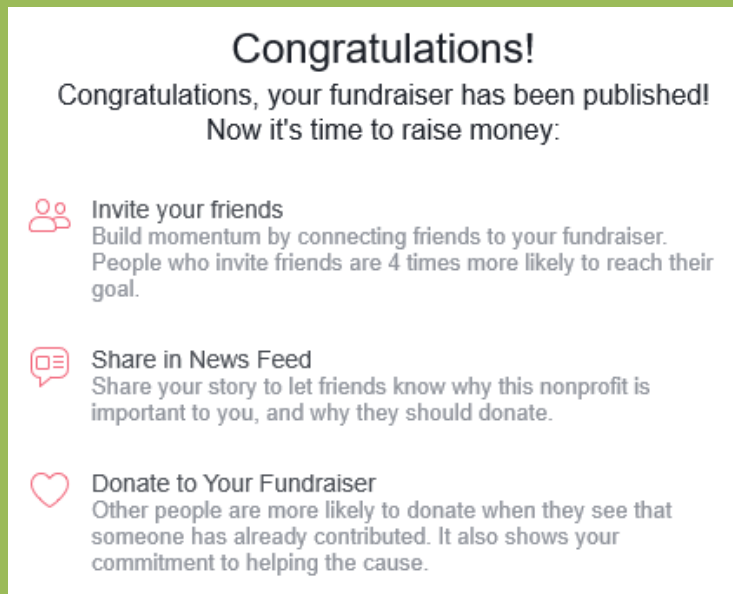 Congratulations!
Congratulations, your fundraiser has been published!
Now it's time to raise money:
Invite your friends
Build momentum by connecting friends to your fundraiser.
People who invite friends are 4 times more likely to reach their
goal.
Share in News Feed
Share your story to let friends know why this nonprofit is
important to you, and why they should donate.
Donate to Your Fundraiser
Other people are more likely to donate when they see that
someone has already contributed. It also shows your
commitment to helping the cause.